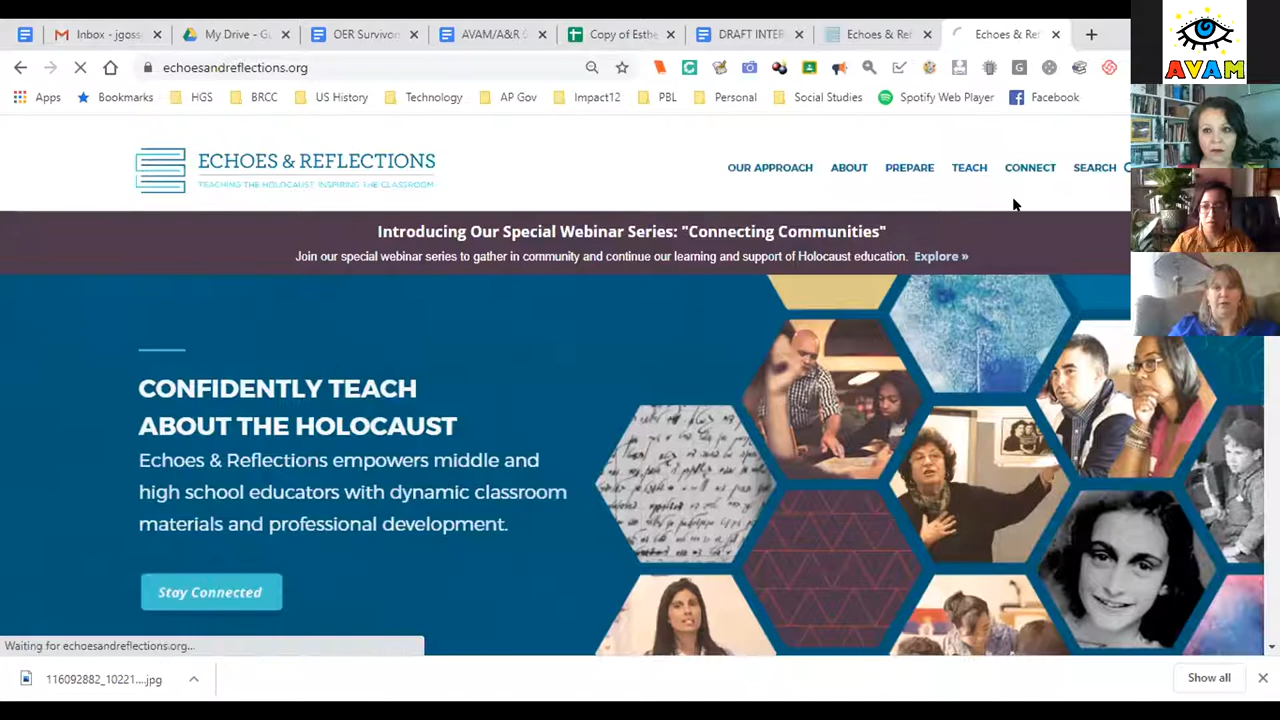 Inbox - jgoss
My Drive - G
OER Survivo
AVAM/A&R
Copy of Esthe
DRAFT INTER
Echoes & Ref
Echoes & Ref
echoesandreflections.org
Apps
Bookmarks
HGS
BRCC
US History
Technology
AP Gov
Impact12
PBL
Personal
Social Studies
Spotify Web Player
Facebook
AVAM
ECHOES & REFLECTIONS
TEACHING THE HOLOCAUST. INSPIRING THE CLASSROOM.
OUR APPROACH
ABOUT
PREPARE
TEACH
CONNECT
SEARCH
Introducing Our Special Webinar Series: "Connecting Communities"
Join our special webinar series to gather in community and continue our learning and support of Holocaust education. Explore »
CONFIDENTLY TEACH
ABOUT THE HOLOCAUST
Echoes & Reflections empowers middle and
high school educators with dynamic classroom
materials and professional development.
Stay Connected
Waiting for echoesandreflections.org...
116092882_10221....jpg
Show all